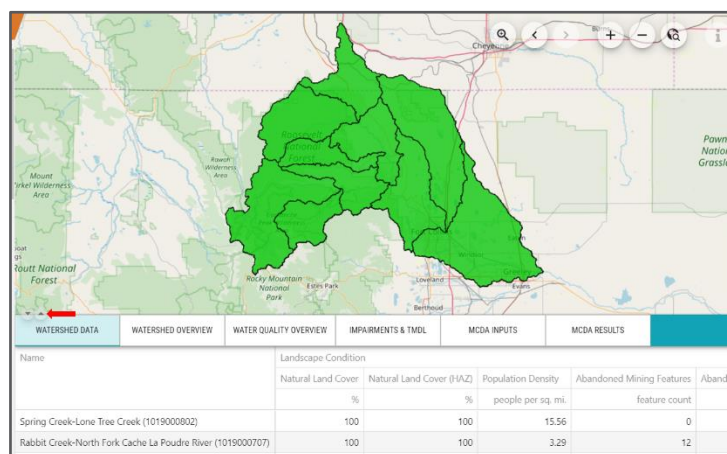 Cheyenne
Roosevelt
National
Forest
Rawah
Wilderness
Area
Mount
Zirkel Wilderness
Area
Pawn
Natio
Grassla
Routt National
Forest
Rocky Mountain
National
Park
Estes Park
Loveland
Greeley
Evans
Berthoud
WATERSHED DATA
WATERSHED OVERVIEW
WATER QUALITY OVERVIEW
IMPAIRMENTS & TMDL
MCDA INPUTS
MCDA RESULTS
Name
Landscape Condition
Natural Land Cover
Natural Land Cover (HAZ)
Population Density
Abandoned Mining Features
Aband
%
%
people per sq. mi.
feature count
Spring Creek-Lone Tree Creek (1019000802)
100
100
15.56
0
Rabbit Creek-North Fork Cache La Poudre River (1019000707)
100
100
3.29
12